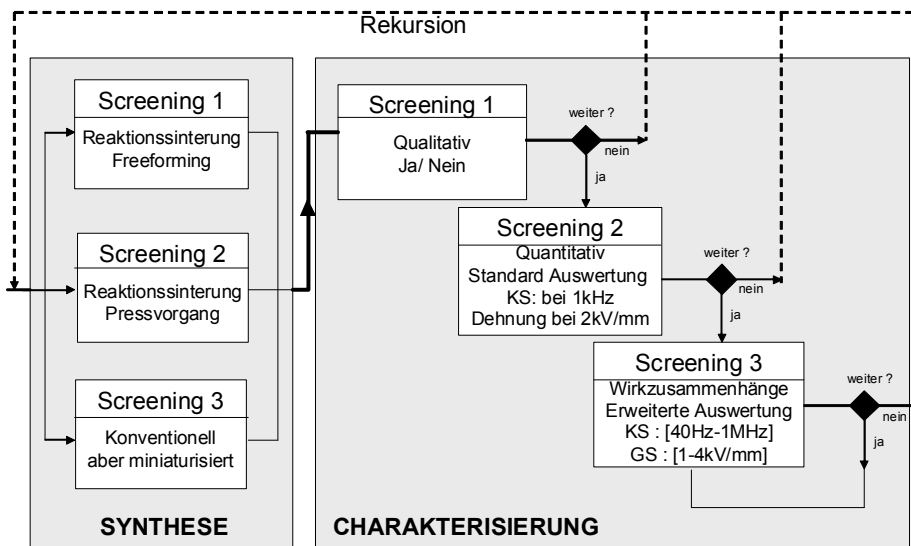 Rekursion
Screening 1
Reaktionssinterung
Freeforming
Screening 2
Reaktionssinterung
Pressvorgang
Screening 3
Konventionell
aber miniaturisiert
SYNTHESE
Screening 1
Qualitativ
Ja/ Nein
weiter ?
nein
ja
Screening 2
Quantitativ
Standard Auswertung
KS: bei 1kHz
Dehnung bei 2kV/mm
weiter ?
nein
ja
Screening 3
Wirkzusammenhänge
Erweiterte Auswertung
KS : [40Hz-1MHz]
GS : [1-4kV/mm]
weiter ?
nein
ja
CHARAKTERISIERUNG